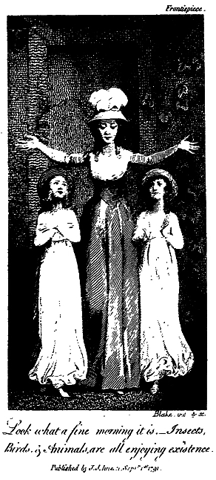 Frontispiece.
Blake. inv. & sc.
Look what a fine morning it is.—Insects,
Birds, & Animals, are all enjoying existence.
Published by J. Johnson, Sept.r 1st 1791.